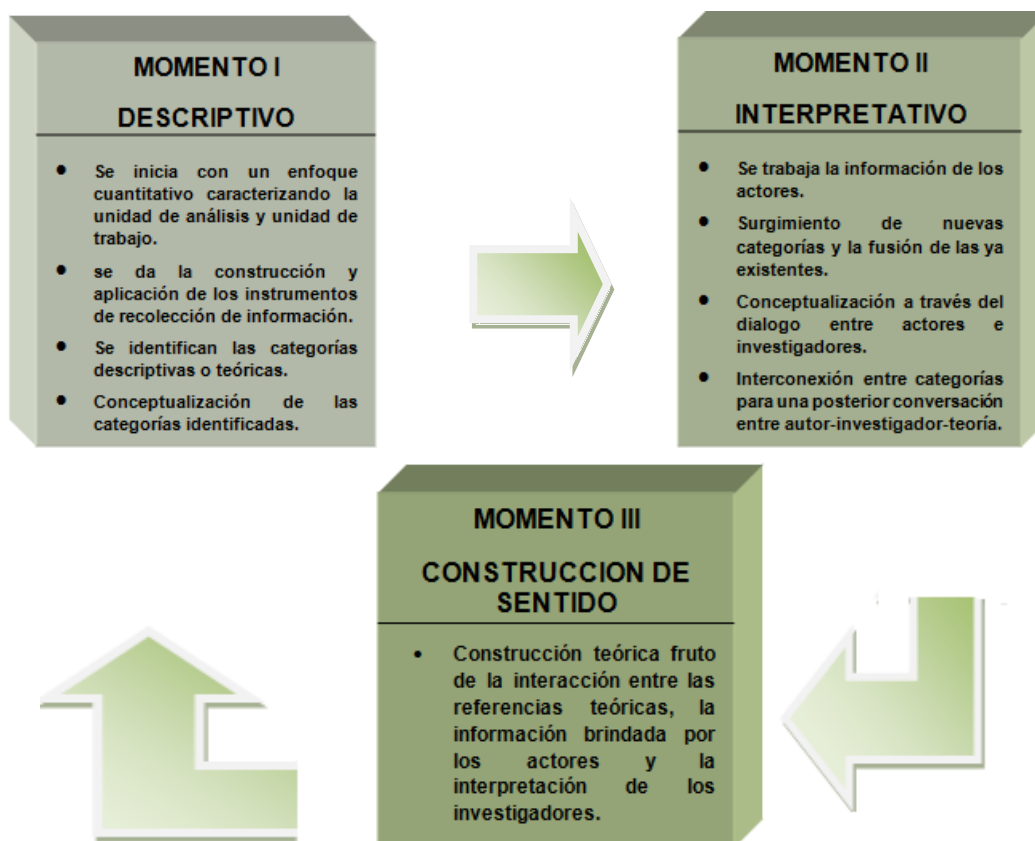 MOMENTO I
DESCRIPTIVO
● Se inicia con un enfoque
cuantitativo caracterizando la
unidad de análisis y unidad de
trabajo.
● se da la construcción y
aplicación de los instrumentos
de recolección de información.
● Se identifican las categorías
descriptivas o teóricas.
● Conceptualización de las
categorías identificadas.
MOMENTO II
INTERPRETATIVO
● Se trabaja la información de los
actores.
● Surgimiento de nuevas
categorías y la fusión de las ya
existentes.
● Conceptualización a través del
dialogo entre actores e
investigadores.
● Interconexión entre categorías
para una posterior conversación
entre autor-investigador-teoría.
MOMENTO III
CONSTRUCCION DE
SENTIDO
• Construcción teórica fruto
de la interacción entre las
referencias teóricas, la
información brindada por
los actores y la
interpretación de los
investigadores.